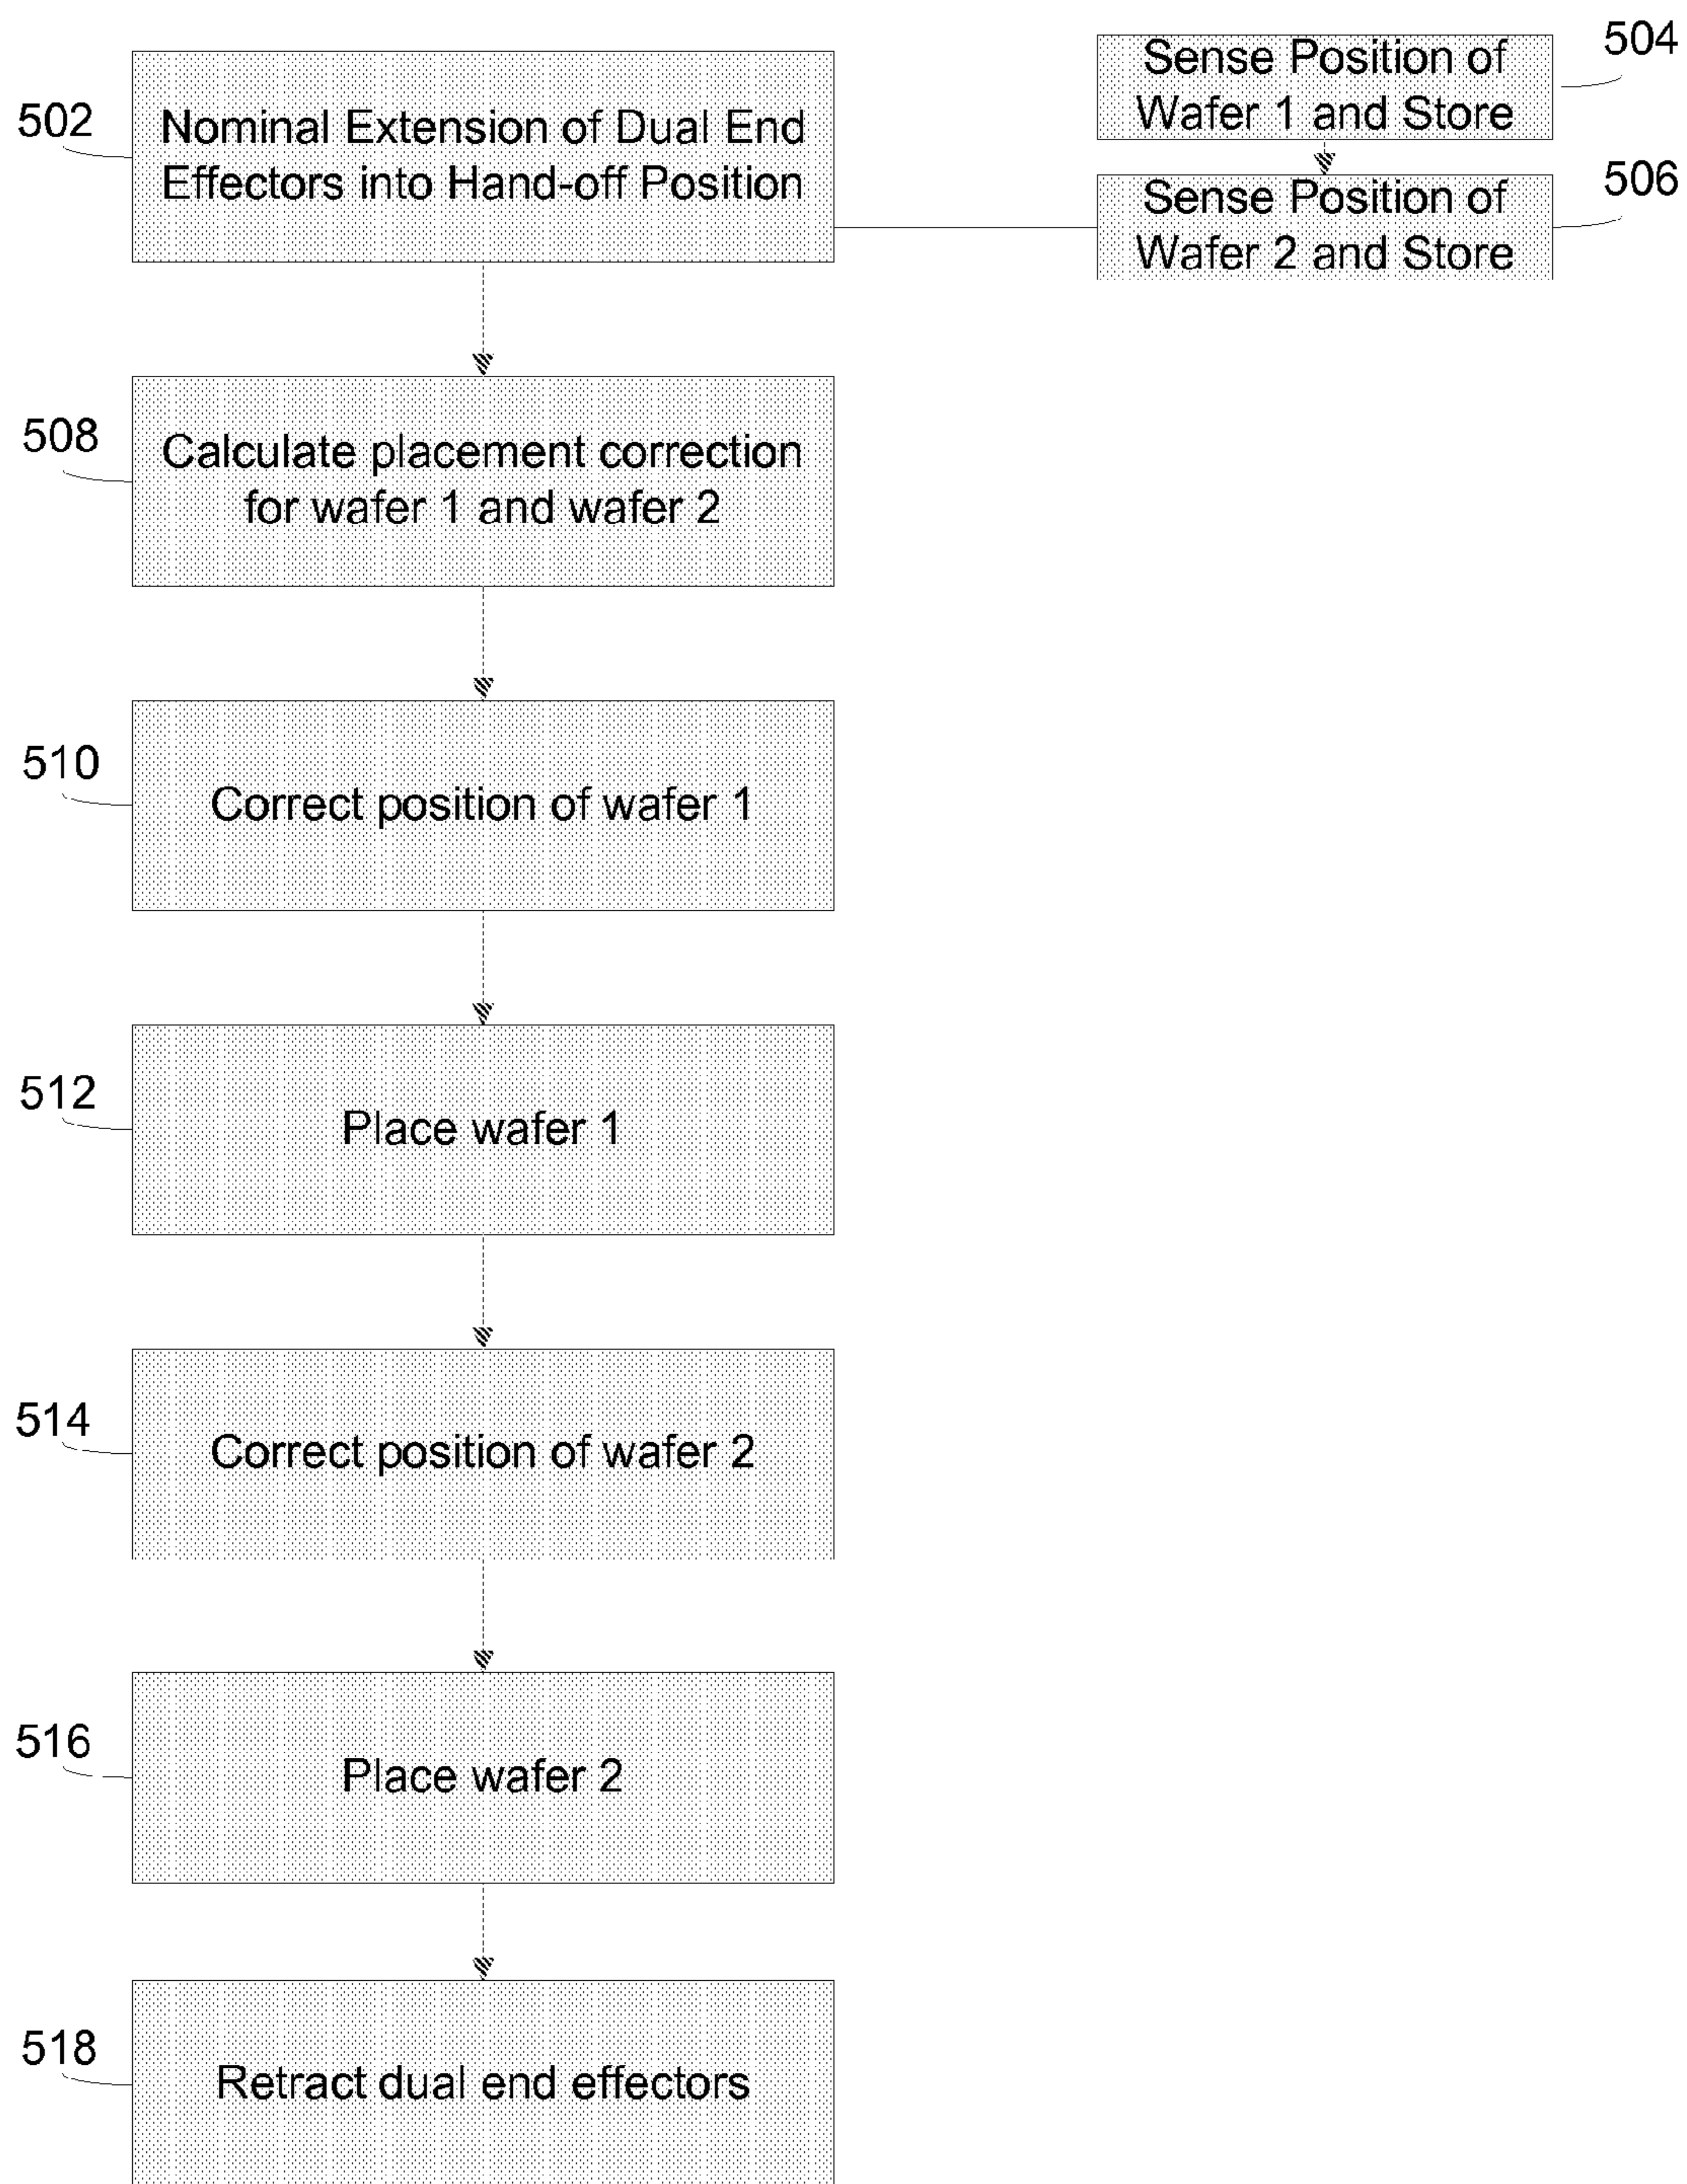 502
Nominal Extension of Dual End
Effectors into Hand-off Position
504
Sense Position of
Wafer 1 and Store
506
Sense Position of
Wafer 2 and Store
508
Calculate placement correction
for wafer 1 and wafer 2
510
Correct position of wafer 1
512
Place wafer 1
514
Correct position of wafer 2
516
Place wafer 2
518
Retract dual end effectors